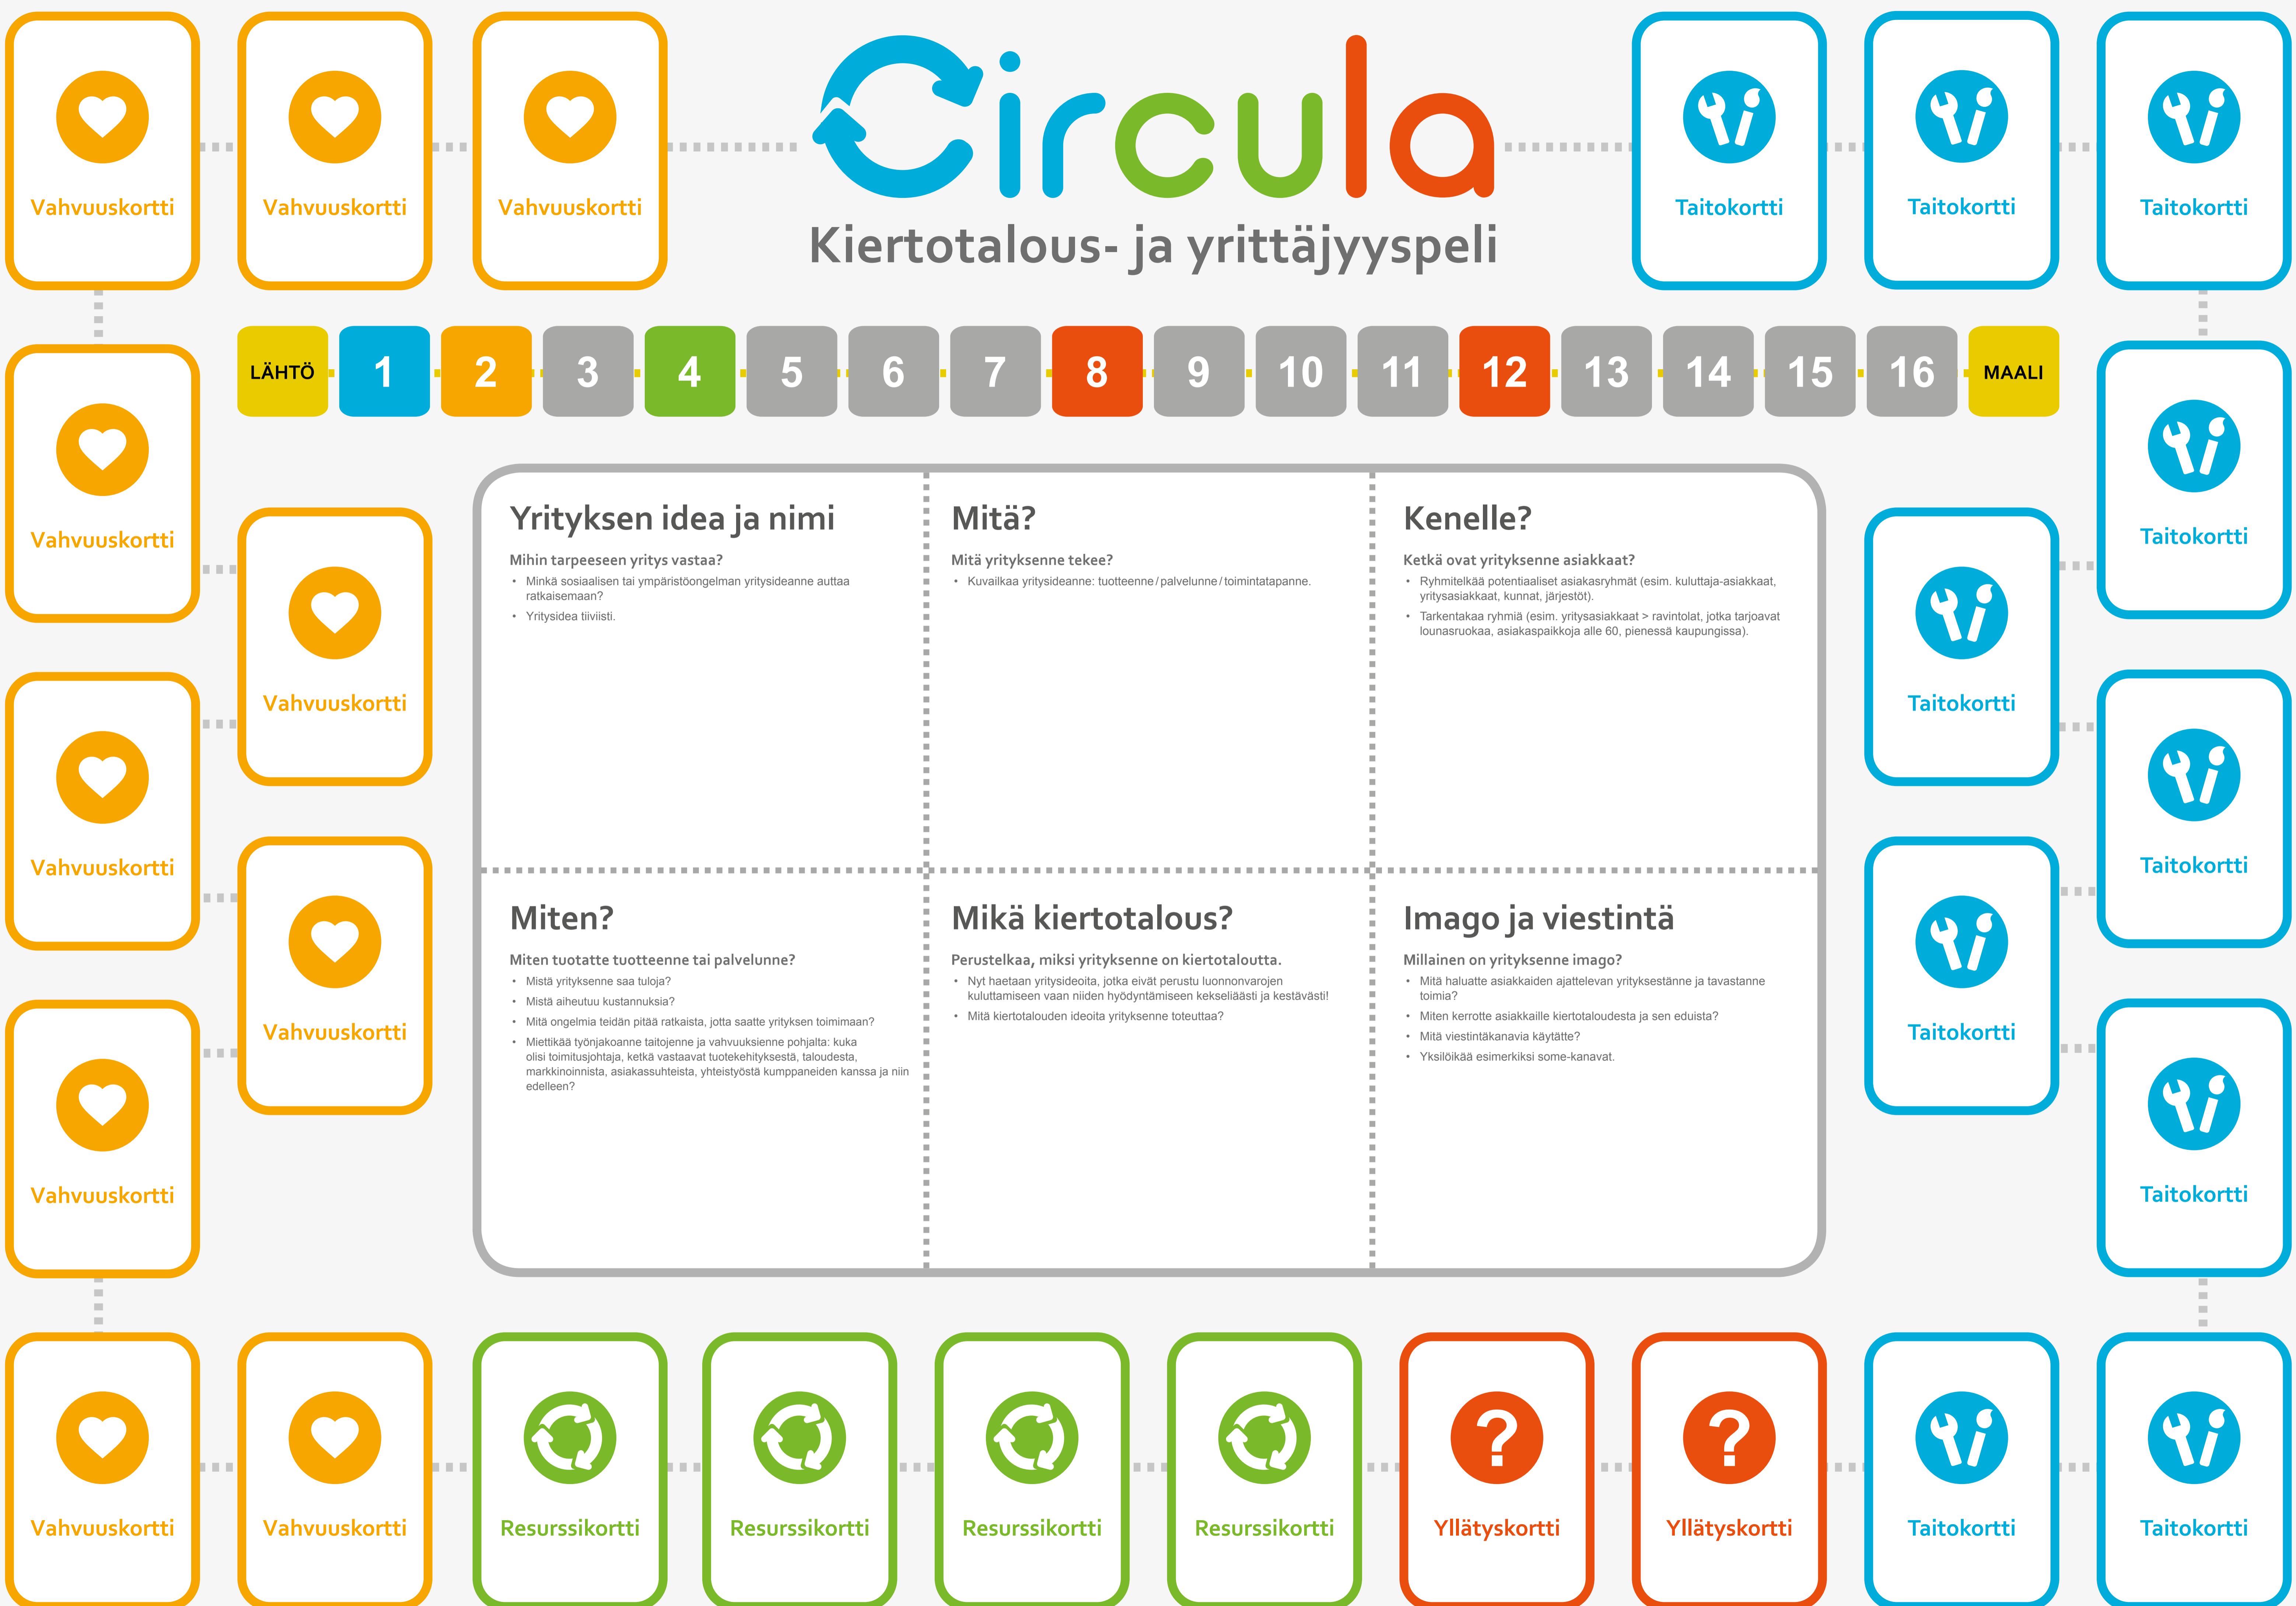 Vahvuuskortti
Vahvuuskortti
Vahvuuskortti
Circula
Kiertotalous- ja yrittäjyyspeli
Taitokortti
Taitokortti
Taitokortti
LÄHTÖ 1 2 3 4 5 6 7 8 9 10 11 12 13 14 15 16 MAALI
Vahvuuskortti
Vahvuuskortti
Vahvuuskortti
Vahvuuskortti
Vahvuuskortti
Yrityksen idea ja nimi
Mihin tarpeeseen yritys vastaa?
• Minkä sosiaalisen tai ympäristöongelman yritysideanne auttaa
ratkaisemaan?
• Yritysidea tiiviisti.
Mitä?
Mitä yrityksenne tekee?
• Kuvailkaa yritysideanne: tuotteenne / palvelunne / toimintatapanne.
Kenelle?
Ketkä ovat yrityksenne asiakkaat?
• Ryhmitelkää potentiaaliset asiakasryhmät (esim. kuluttaja-asiakkaat,
yritysasiakkaat, kunnat, järjestöt).
• Tarkentakaa ryhmiä (esim. yritysasiakkaat > ravintolat, jotka tarjoavat
lounasruokaa, asiakaspaikkoja alle 60, pienessä kaupungissa).
Miten?
Miten tuotatte tuotteenne tai palvelunne?
• Mistä yrityksenne saa tuloja?
• Mistä aiheutuu kustannuksia?
• Mitä ongelmia teidän pitää ratkaista, jotta saatte yrityksen toimimaan?
• Miettikää työnjakoanne taitojenne ja vahvuuksienne pohjalta: kuka
olisi toimitusjohtaja, ketkä vastaavat tuotekehityksestä, taloudesta,
markkinoinnista, asiakassuhteista, yhteistyöstä kumppaneiden kanssa ja niin
edelleen?
Mikä kiertotalous?
Perustelkaa, miksi yrityksenne on kiertotaloutta.
• Nyt haetaan yritysideoita, jotka eivät perustu luonnonvarojen
kuluttamiseen vaan niiden hyödyntämiseen kekseliäästi ja kestävästi!
• Mitä kiertotalouden ideoita yrityksenne toteuttaa?
Imago ja viestintä
Millainen on yrityksenne imago?
• Mitä haluatte asiakkaiden ajattelevan yrityksestänne ja tavastanne
toimia?
• Miten kerrotte asiakkaille kiertotaloudesta ja sen eduista?
• Mitä viestintäkanavia käytätte?
• Yksilöikää esimerkiksi some-kanavat.
Taitokortti
Taitokortti
Taitokortti
Taitokortti
Taitokortti
Vahvuuskortti
Vahvuuskortti
Resurssikortti
Resurssikortti
Resurssikortti
Resurssikortti
?
Yllätyskortti
?
Yllätyskortti
Taitokortti
Taitokortti